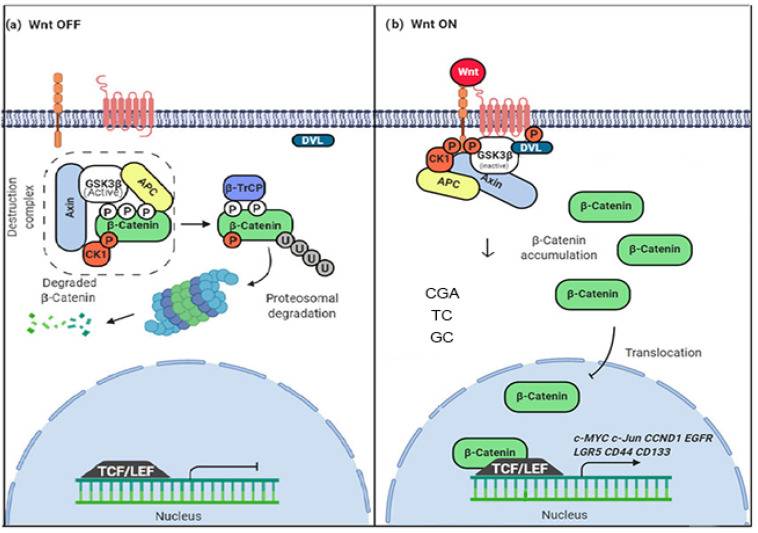 (a) Wnt OFF
DVL
Destruction
complex
Axin
GSK3β
(Active)
APC
P P P
β-Catenin
P
CK1
β-TrCP
P P
β-Catenin
P
U
U
U
U
Degraded
β-Catenin
Proteosomal
degradation
TCF/LEF
Nucleus
(b) Wnt ON
Wnt
P
P P
DVL
CK1
GSK3β
(inactive)
APC
Axin
β-Catenin
β-Catenin
accumulation
β-Catenin
β-Catenin
CGA
TC
GC
Translocation
β-Catenin
c-MYC c-Jun CCND1 EGFR
LGR5 CD44 CD133
β-Catenin
TCF/LEF
Nucleus